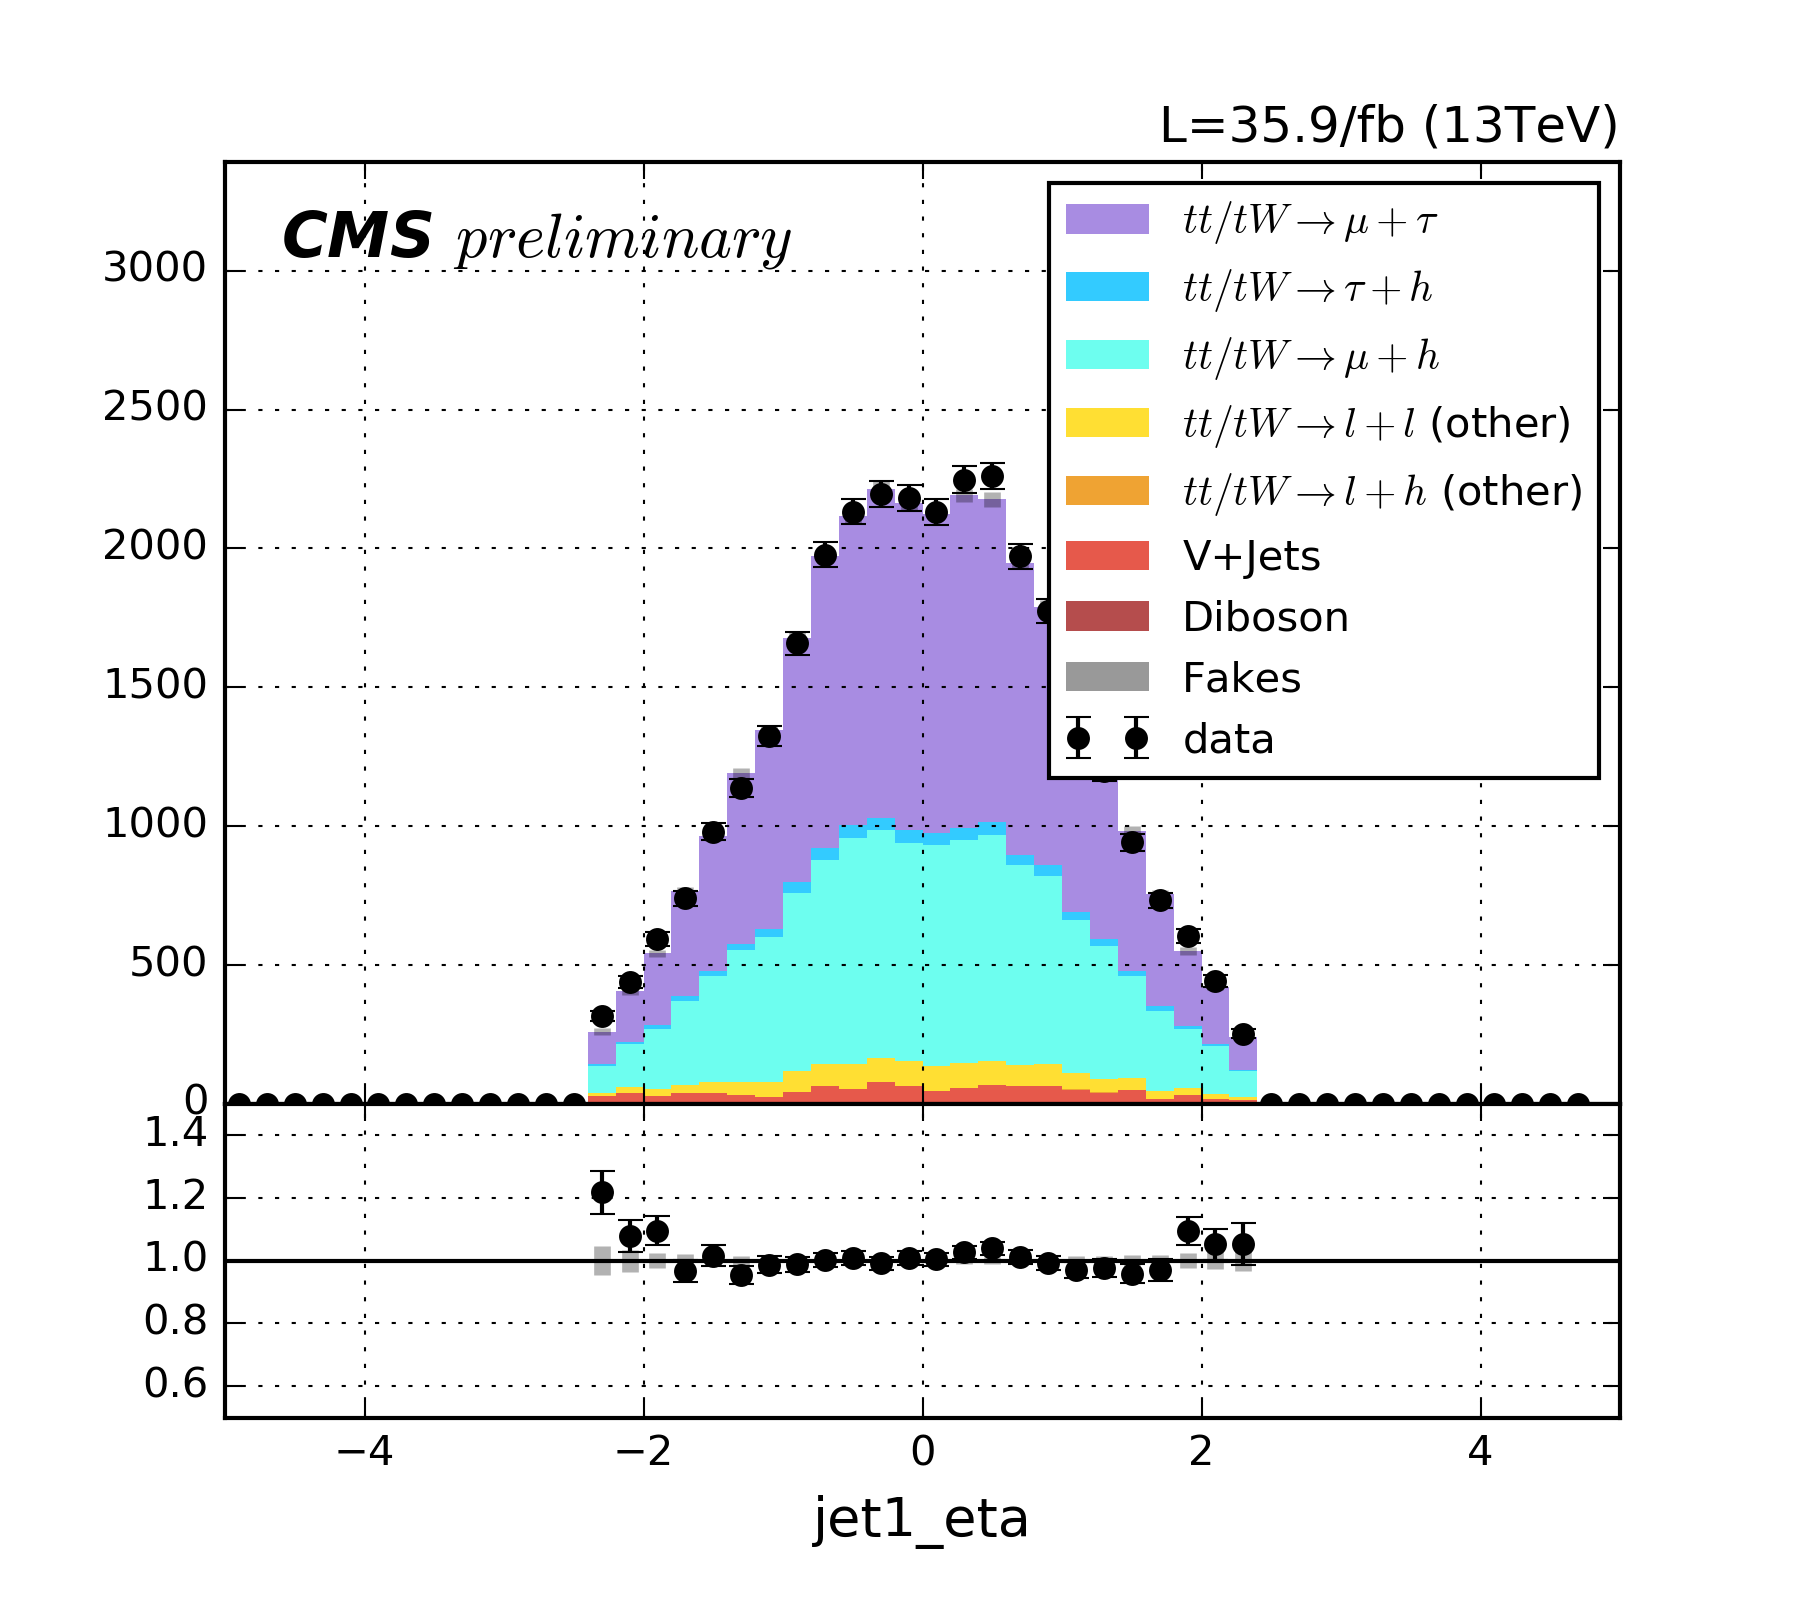 L=35.9/fb (13TeV)
CMS preliminary
tt/tW→μ+τ
tt/tW→τ+h
tt/tW→μ+h
tt/tW→l+l (other)
tt/tW→l+h (other)
V+Jets
Diboson
Fakes
data
3000
2500
2000
1500
1000
500
0
1.4
1.2
1.0
0.8
0.6
−4 −2 0 2 4
jet1_eta